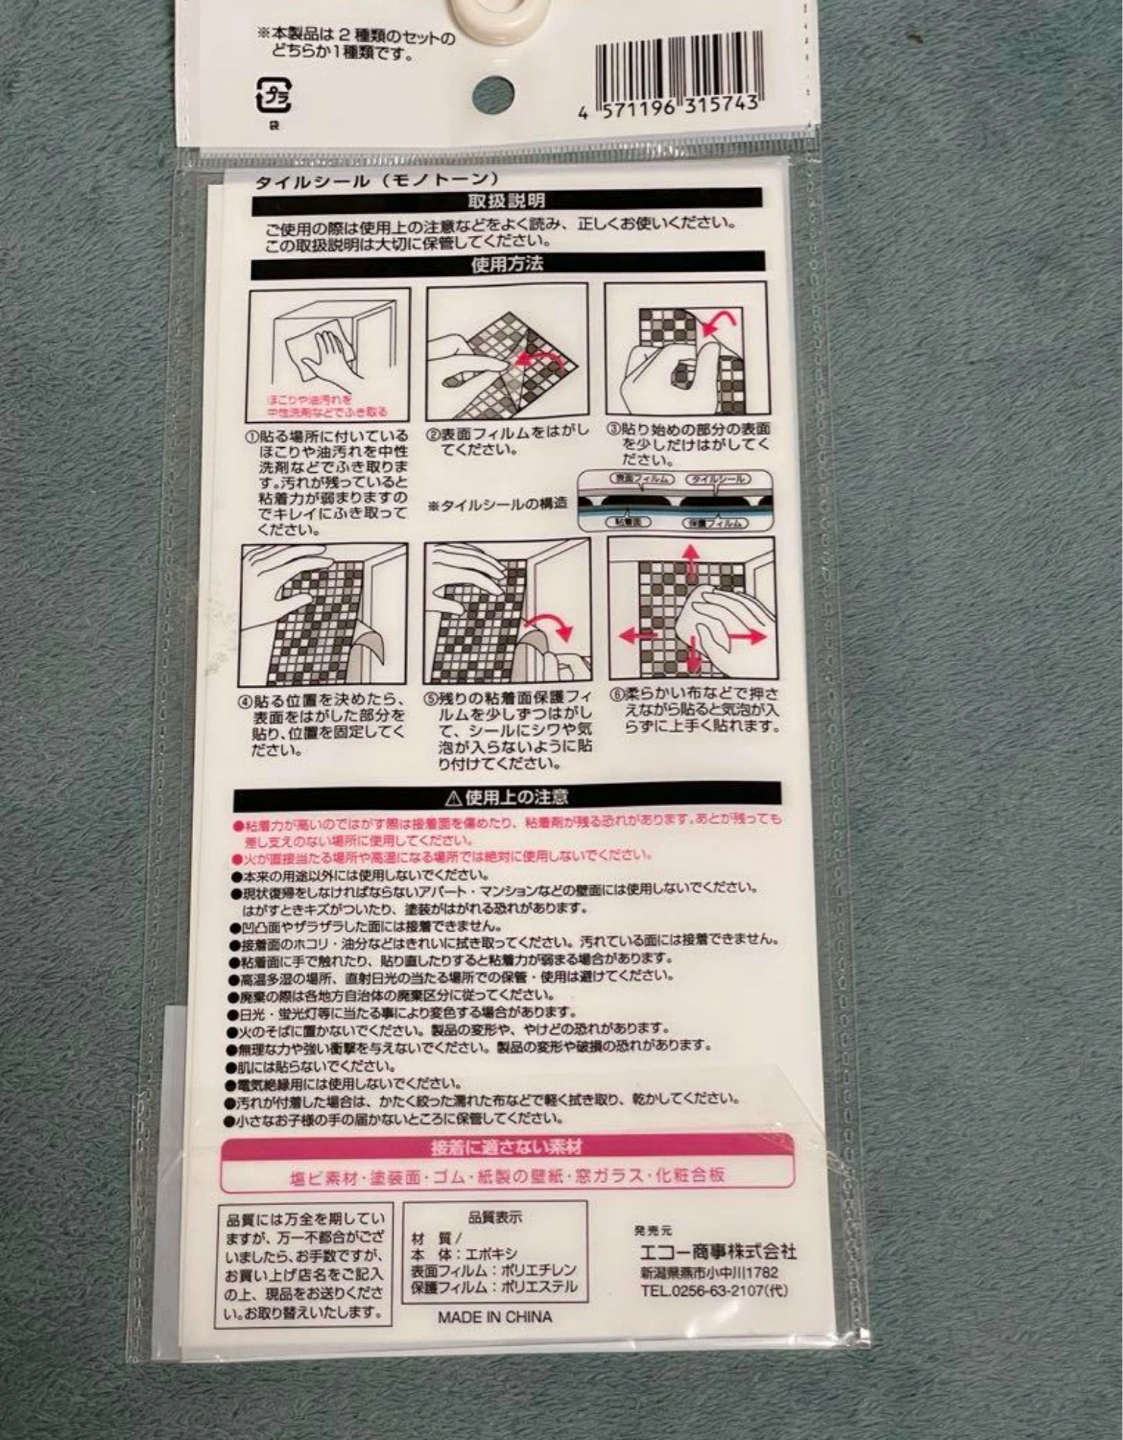 ※本製品は2種類のセットの
どちらか1種類です。
プラ
袋
4 571196 315743
タイルシール（モノトーン）
取扱説明
ご使用の際は使用上の注意などをよく読み、正しくお使いください。
この取扱説明は大切に保管してください。
使用方法
ほこりや油汚れを
中性洗剤などでふき取る
①貼る場所に付いている
ほこりや油汚れを中性
洗剤などでふき取りま
す。汚れが残っていると
粘着力が弱まりますの
でキレイにふき取って
ください。
②表面フィルムをはがし
てください。
③貼り始めの部分の表面
を少しだけはがしてく
ださい。
※タイルシールの構造
表面フィルム
タイルシール
粘着面
保護フィルム
④貼る位置を決めたら、
表面をはがした部分を
貼り、位置を固定してく
ださい。
⑤残りの粘着面保護フィ
ルムを少しずつはがし
て、シールにシワや気
泡が入らないように貼
り付けてください。
⑥柔らかい布などで押さ
えながら貼ると気泡が入
らずに上手く貼れます。
⚠使用上の注意
●粘着力が高いのではがす際は接着面を傷めたり、粘着剤が残る恐れがあります。あとが残っても
差し支えのない場所に使用してください。
●火が直接当たる場所や高温になる場所では絶対に使用しないでください。
●本来の用途以外には使用しないでください。
●現状復帰をしなければならないアパート・マンションなどの壁面には使用しないでください。
はがすときキズがついたり、塗装がはがれる恐れがあります。
●凹凸面やザラザラした面には接着できません。
●接着面のホコリ・油分などはきれいに拭き取ってください。汚れている面には接着できません。
●粘着面に手で触れたり、貼り直したりすると粘着力が弱まる場合があります。
●高温多湿の場所、直射日光の当たる場所での保管・使用は避けてください。
●廃棄の際は各地方自治体の廃棄区分に従ってください。
●日光・蛍光灯等に当たる事により変色する場合があります。
●火のそばに置かないでください。製品の変形や、やけどの恐れがあります。
●無理な力や強い衝撃を与えないでください。製品の変形や破損の恐れがあります。
●肌には貼らないでください。
●電気絶縁用には使用しないでください。
●汚れが付着した場合は、かたく絞った濡れた布などで軽く拭き取り、乾かしてください。
●小さなお子様の手の届かないところに保管してください。
接着に適さない素材
塩ビ素材・塗装面・ゴム・紙製の壁紙・窓ガラス・化粧合板
品質には万全を期してい
ますが、万一不都合がござ
いましたら、お手数ですが、
お買い上げ店名をご記入
の上、現品をお送りくださ
い。お取り替えいたします。
品質表示
材 質/
本 体：エポキシ
表面フィルム：ポリエチレン
保護フィルム：ポリエステル
MADE IN CHINA
発売元
エコー商事株式会社
新潟県燕市小中川1782
TEL.0256-63-2107(代)